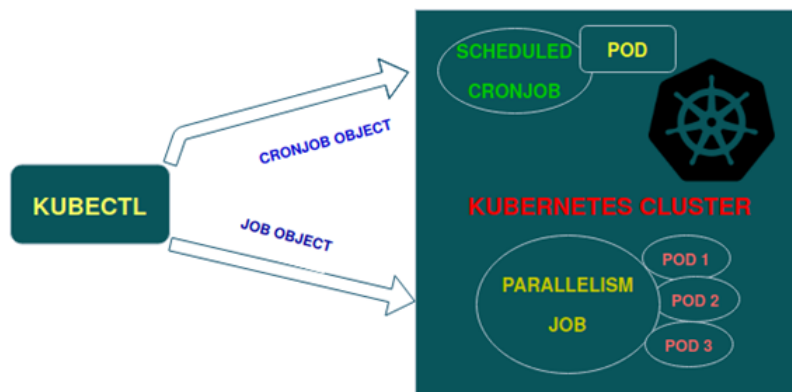 SCHEDULED
CRONJOB
POD
CRONJOB OBJECT
KUBECTL
JOB OBJECT
KUBERNETES CLUSTER
PARALLELISM
JOB
POD 1
POD 2
POD 3